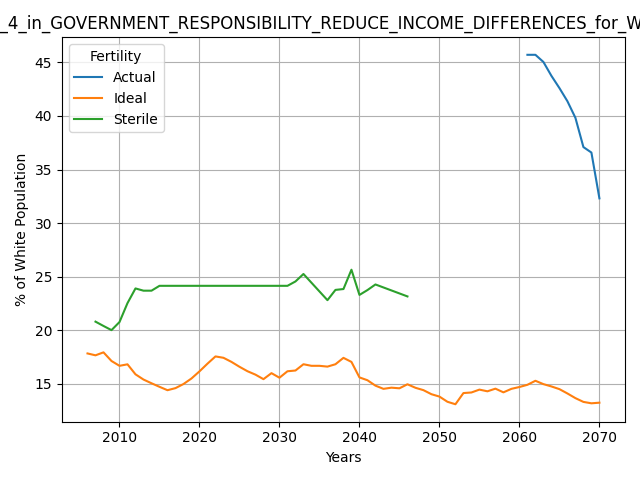 _4_in_GOVERNMENT_RESPONSIBILITY_REDUCE_INCOME_DIFFERENCES_for_W
Fertility
Actual
Ideal
Sterile
% of White Population
45
40
35
30
25
20
15
2010 2020 2030 2040 2050 2060 2070
Years